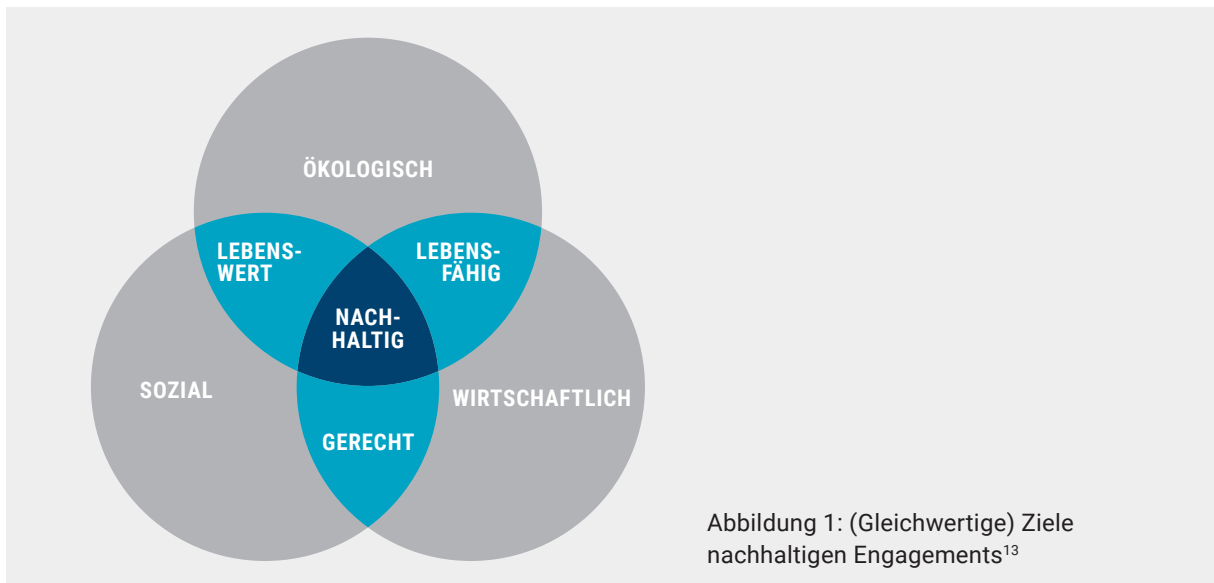 ÖKOLOGISCH
LEBENS-
WERT
LEBENS-
FÄHIG
NACH-
HALTIG
SOZIAL
WIRTSCHAFTLICH
GERECHT
Abbildung 1: (Gleichwertige) Ziele
nachhaltigen Engagements¹³